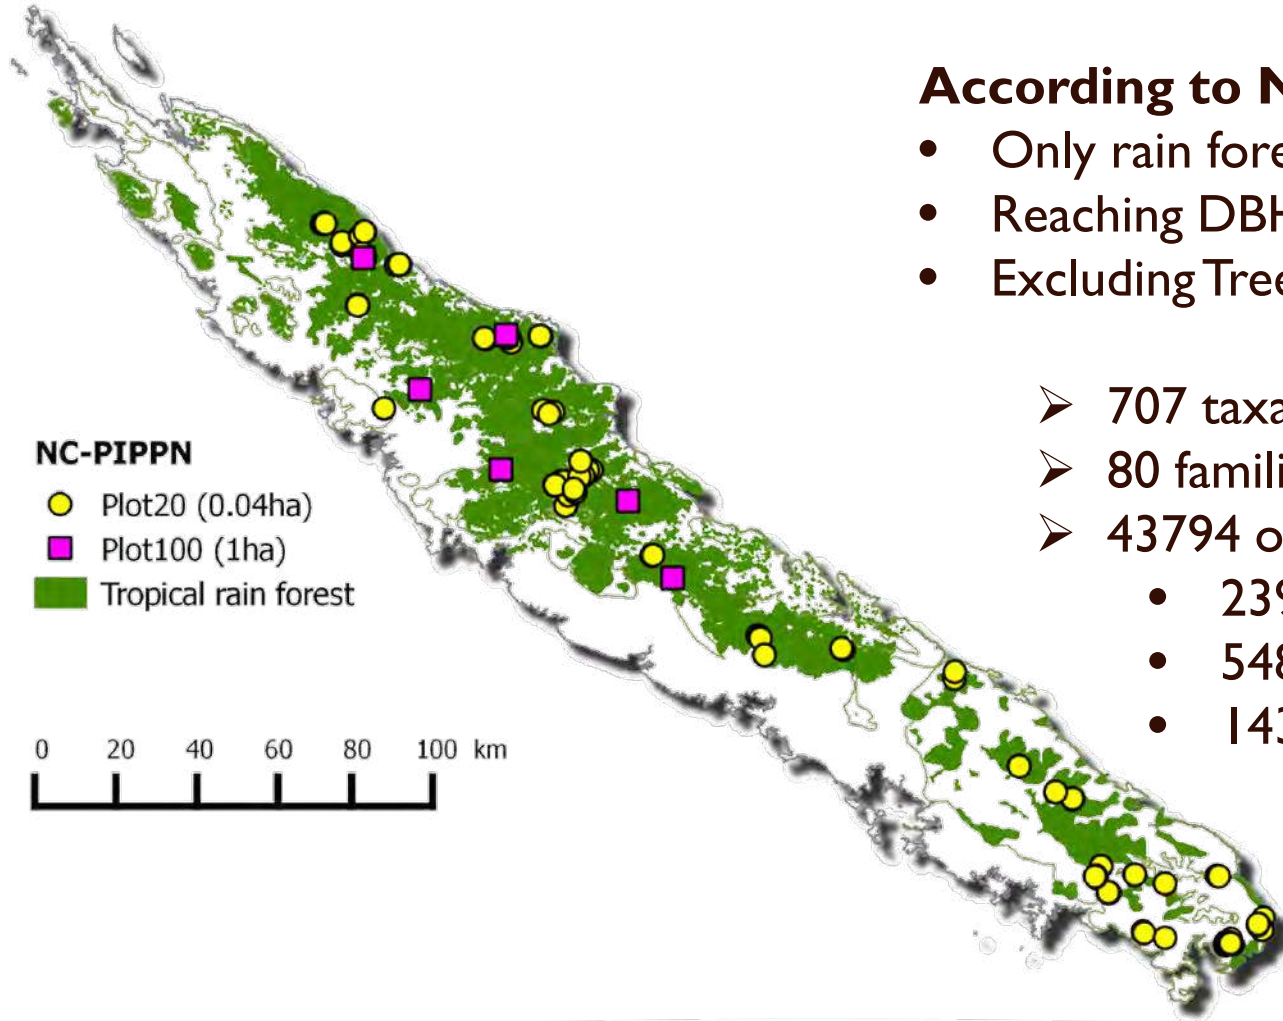 According to N
• Only rain fore
• Reaching DBH
• Excluding Tree
➢ 707 taxa
➢ 80 famili
➢ 43794 o
• 239
• 548
• 143
NC-PIPPN
Plot20 (0.04ha)
Plot100 (1ha)
Tropical rain forest
0 20 40 60 80 100 km